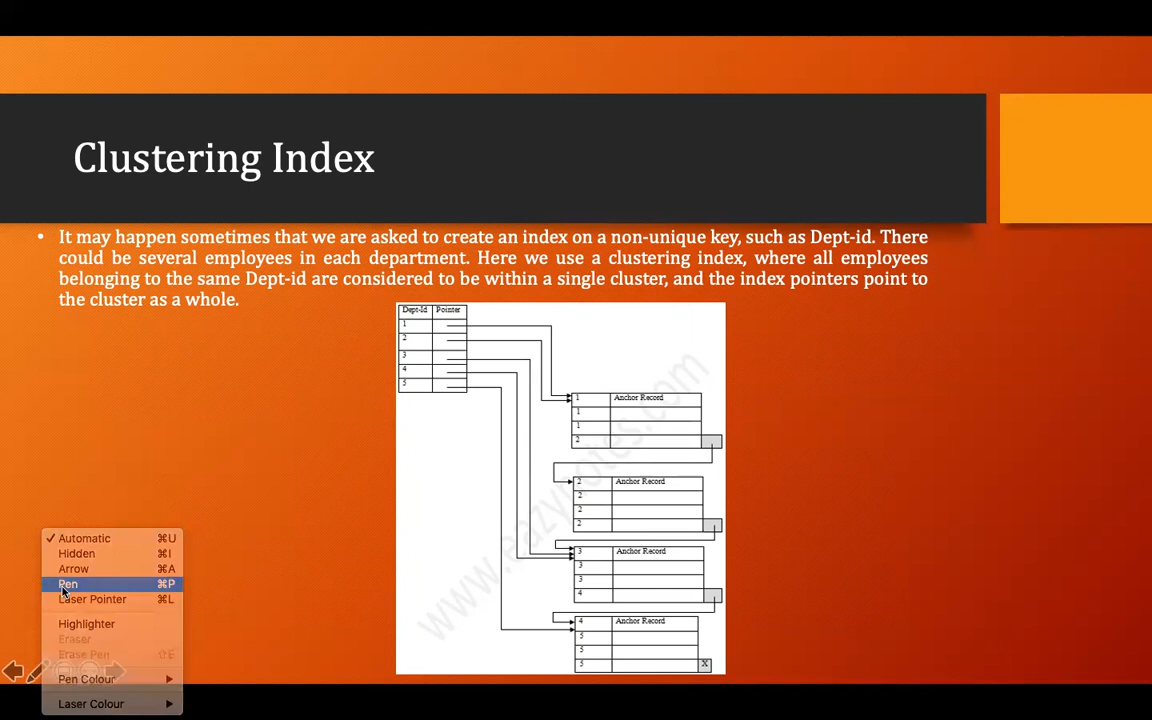 Clustering Index
• It may happen sometimes that we are asked to create an index on a non-unique key, such as Dept-id. There
could be several employees in each department. Here we use a clustering index, where all employees
belonging to the same Dept-id are considered to be within a single cluster, and the index pointers point to
the cluster as a whole.
Dept-Id Pointer
1
2
3
4
5
1 Anchor Record
1
1
2
2 Anchor Record
2
2
2
3 Anchor Record
3
3
4
4 Anchor Record
5
5
5 X
www.eazynotes.com
✓ Automatic ⌘U
Hidden ⌘I
Arrow ⌘A
Pen ⌘P
Laser Pointer ⌘L
Highlighter
Eraser
Erase Pen ⇧E
Pen Colour
Laser Colour